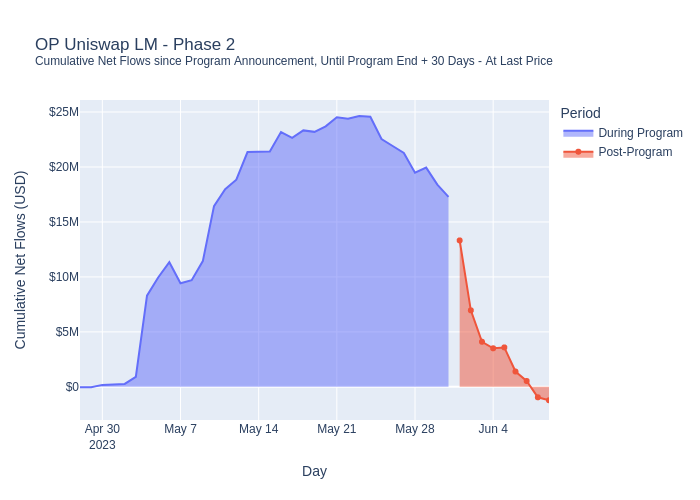 OP Uniswap LM - Phase 2
Cumulative Net Flows since Program Announcement, Until Program End + 30 Days - At Last Price
Period
During Program
Post-Program
Cumulative Net Flows (USD)
$25M
$20M
$15M
$10M
$5M
$0
Apr 30
2023
May 7
May 14
May 21
May 28
Jun 4
Day